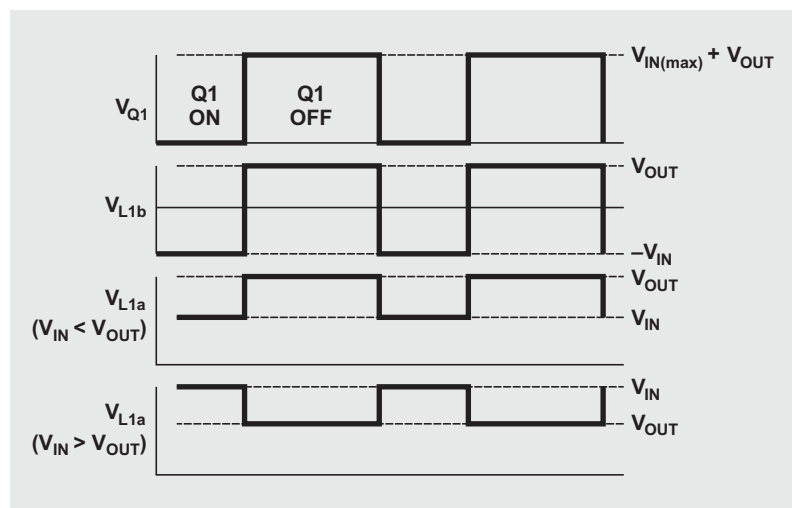 V_IN(max) + V_OUT
V_Q1
Q1
ON
Q1
OFF
V_OUT
V_L1b
–V_IN
V_OUT
V_L1a
(V_IN < V_OUT)
V_IN
V_IN
V_L1a
(V_IN > V_OUT)
V_OUT